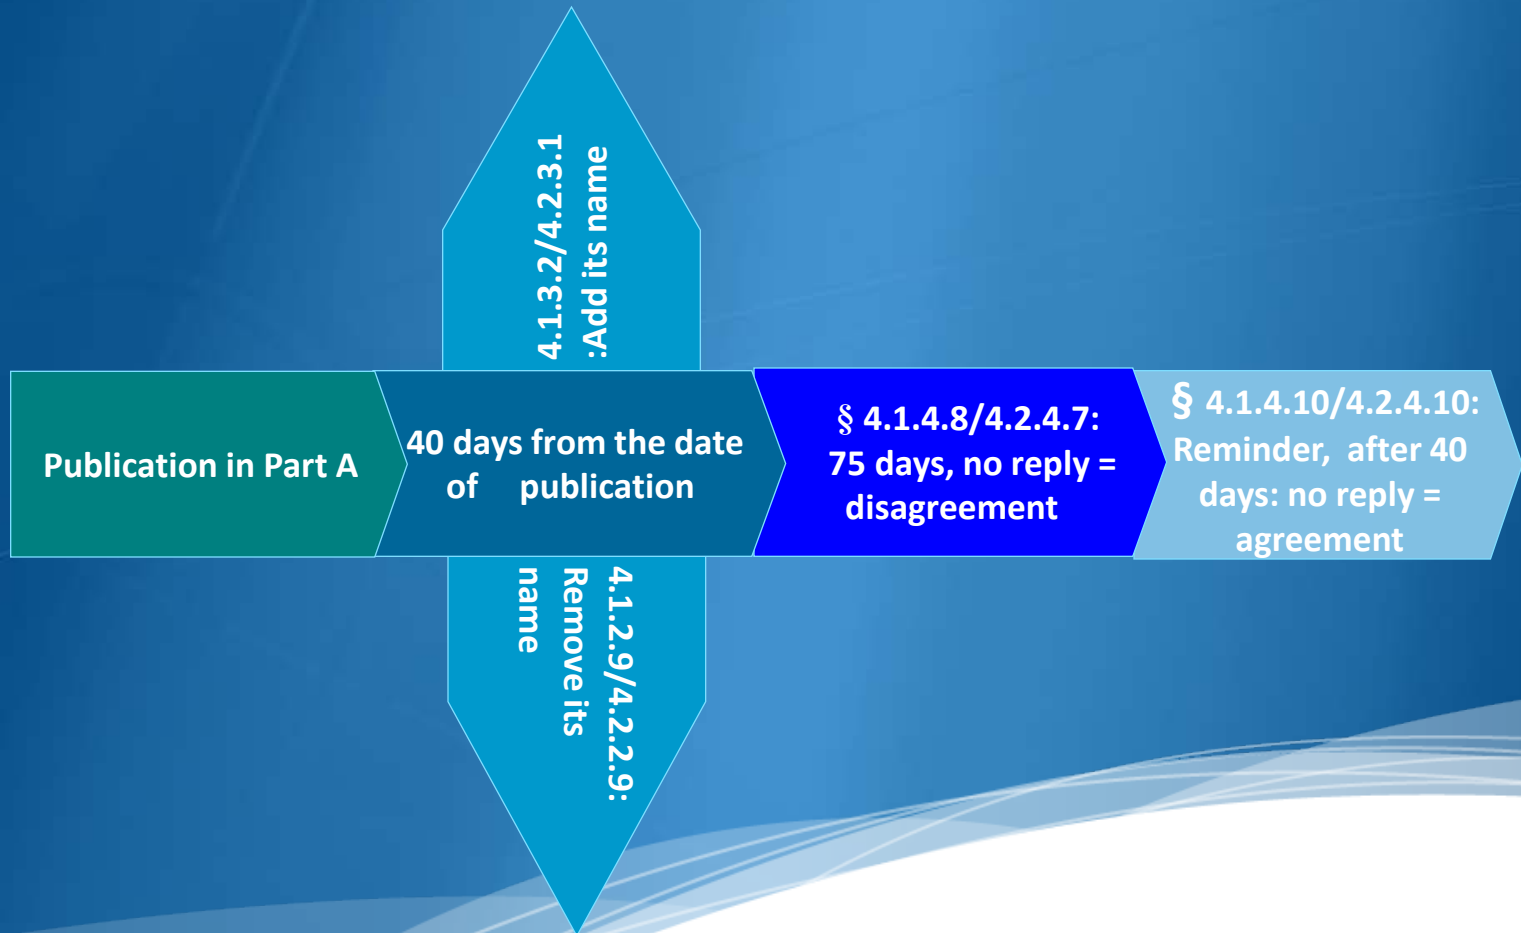 4.1.3.2/4.2.3.1
:Add its name
Publication in Part A
40 days from the date
of publication
§ 4.1.4.8/4.2.4.7:
75 days, no reply =
disagreement
§ 4.1.4.10/4.2.4.10:
Reminder, after 40
days: no reply =
agreement
4.1.2.9/4.2.2.9:
Remove its
name